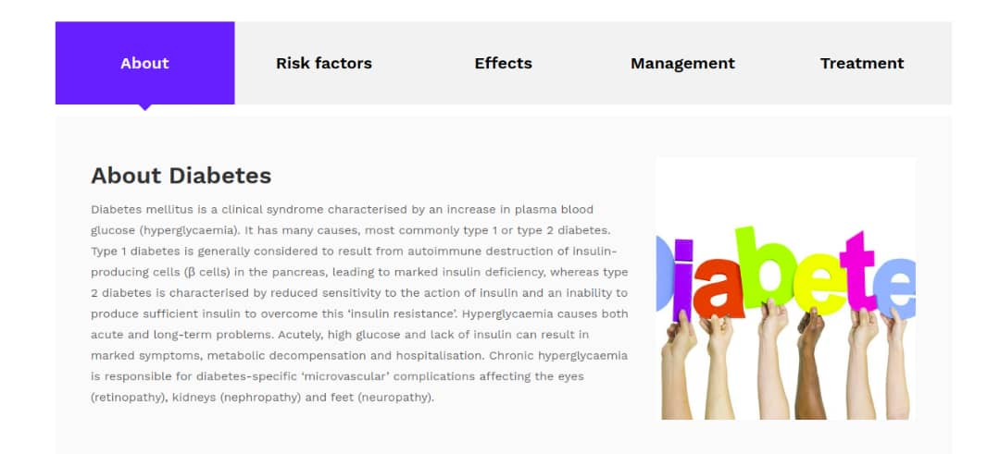 About
Risk factors
Effects
Management
Treatment
About Diabetes
Diabetes mellitus is a clinical syndrome characterised by an increase in plasma blood
glucose (hyperglycaemia). It has many causes, most commonly type 1 or type 2 diabetes.
Type 1 diabetes is generally considered to result from autoimmune destruction of insulin-
producing cells (β cells) in the pancreas, leading to marked insulin deficiency, whereas type
2 diabetes is characterised by reduced sensitivity to the action of insulin and an inability to
produce sufficient insulin to overcome this ‘insulin resistance’. Hyperglycaemia causes both
acute and long-term problems. Acutely, high glucose and lack of insulin can result in
marked symptoms, metabolic decompensation and hospitalisation. Chronic hyperglycaemia
is responsible for diabetes-specific ‘microvascular’ complications affecting the eyes
(retinopathy), kidneys (nephropathy) and feet (neuropathy).
Diabete